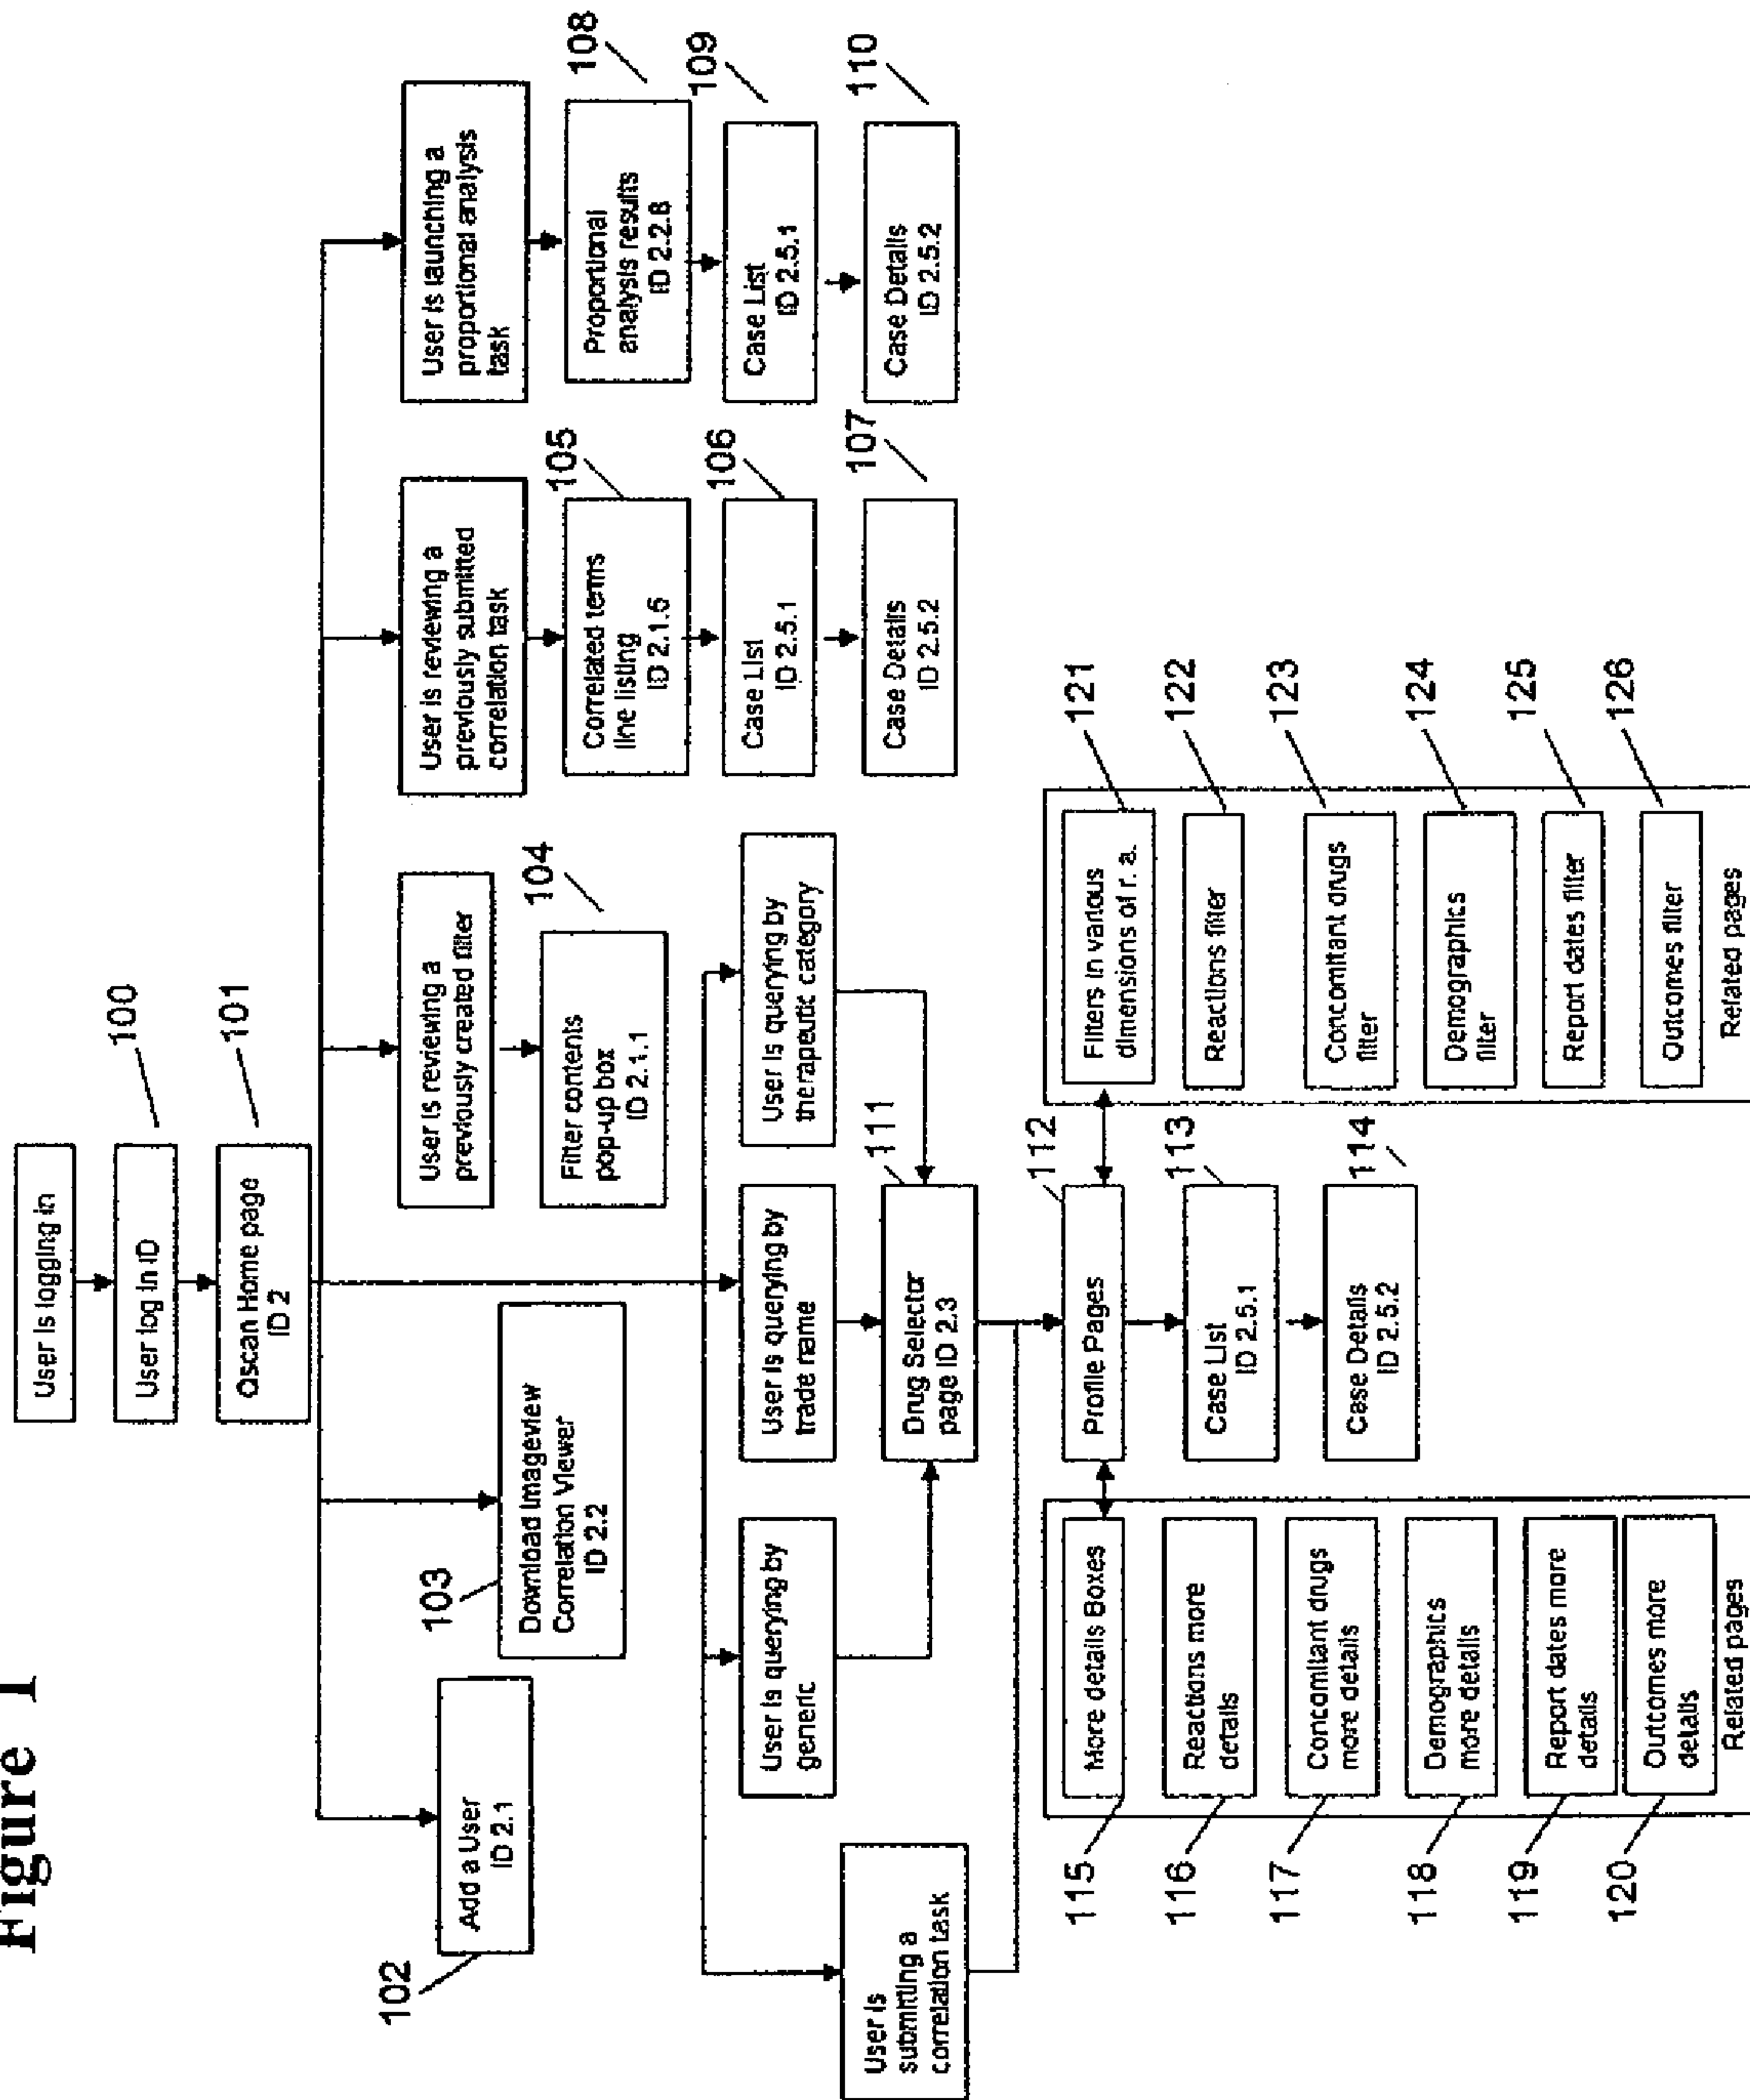 Figure 1
User is logging in
User log in ID
100
Qscan Home page
ID 2
101
Add a User
ID 2.1
102
Download Imageview
Correlation Viewer
ID 2.2
103
User is reviewing a
previously created filter
Filter contents
pop-up box
ID 2.1.1
104
User is reviewing a
previously submitted
correlation task
Correlated terms
line listing
ID 2.1.5
105
Case List
ID 2.5.1
106
Case Details
ID 2.5.2
107
User is launching a
proportional analysis
task
Proportional
analysis results
ID 2.2.8
108
Case List
ID 2.5.1
109
Case Details
ID 2.5.2
110
User is
submitting a
correlation task
User is querying by
generic
User is querying by
trade name
User is querying by
therapeutic category
Drug Selector
page ID 2.3
111
Profile Pages
112
Case List
ID 2.5.1
113
Case Details
ID 2.5.2
114
More details Boxes
115
Reactions more
details
116
Concomitant drugs
more details
117
Demographics
more details
118
Report dates more
details
119
Outcomes more
details
120
Related pages
Filters in various
dimensions of r. a.
121
Reactions filter
122
Concomitant drugs
filter
123
Demographics
filter
124
Report dates filter
125
Outcomes filter
126
Related pages